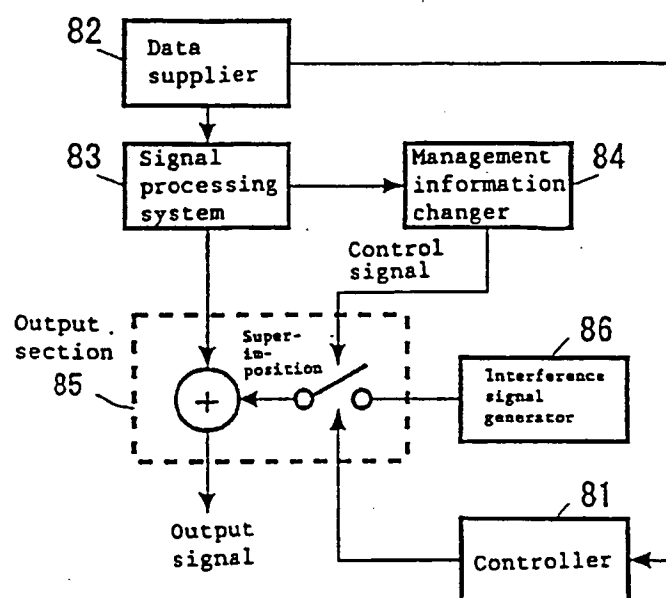 82
Data
supplier
83
Signal
processing
system
Management
information
changer
84
Control
signal
Output
section
85
Super-
im-
position
+
86
Interference
signal
generator
81
Output
signal
Controller